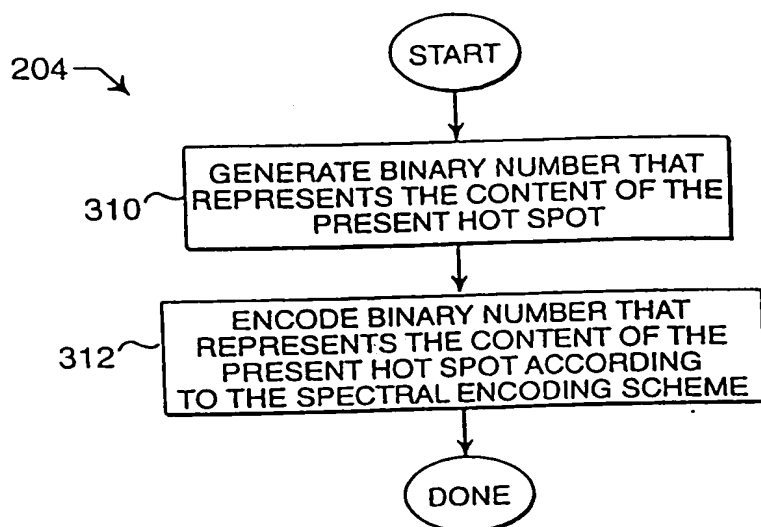 204
START
310
GENERATE BINARY NUMBER THAT
REPRESENTS THE CONTENT OF THE
PRESENT HOT SPOT
312
ENCODE BINARY NUMBER THAT
REPRESENTS THE CONTENT OF THE
PRESENT HOT SPOT ACCORDING
TO THE SPECTRAL ENCODING SCHEME
DONE